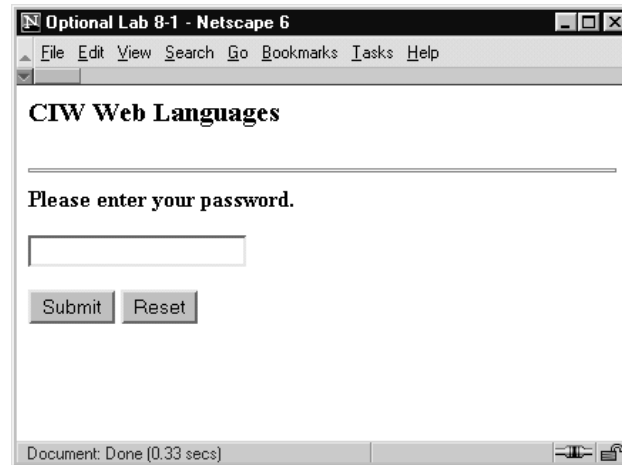 Optional Lab 8-1 - Netscape 6
File Edit View Search Go Bookmarks Tasks Help
CIW Web Languages
Please enter your password.
Submit Reset
Document: Done (0.33 secs)